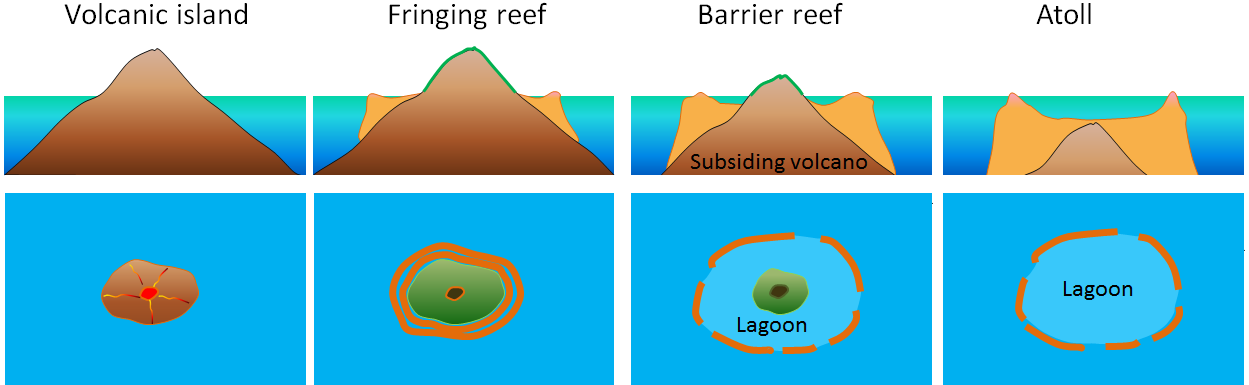 Volcanic island
Fringing reef
Barrier reef
Atoll
Subsiding volcano
Lagoon
Lagoon